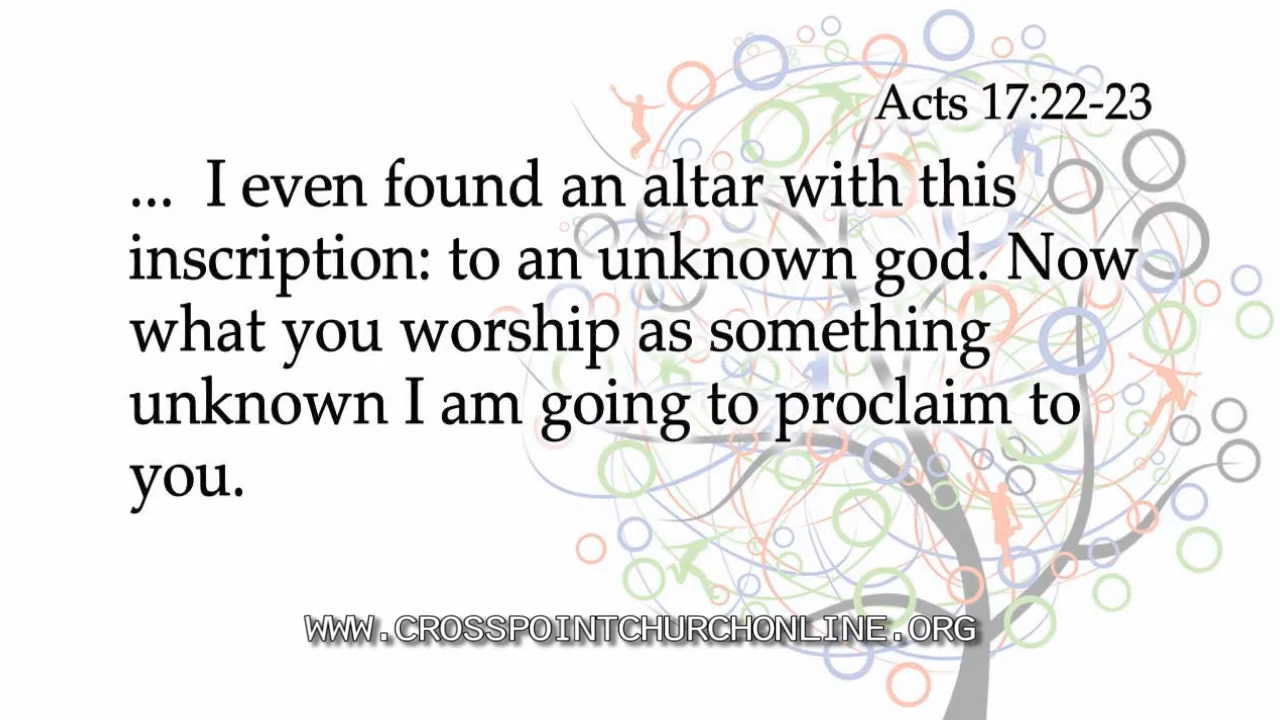 Acts 17:22-23
... I even found an altar with this
inscription: to an unknown god. Now
what you worship as something
unknown I am going to proclaim to
you.
WWW.CROSSPOINTCHURCHONLINE.ORG